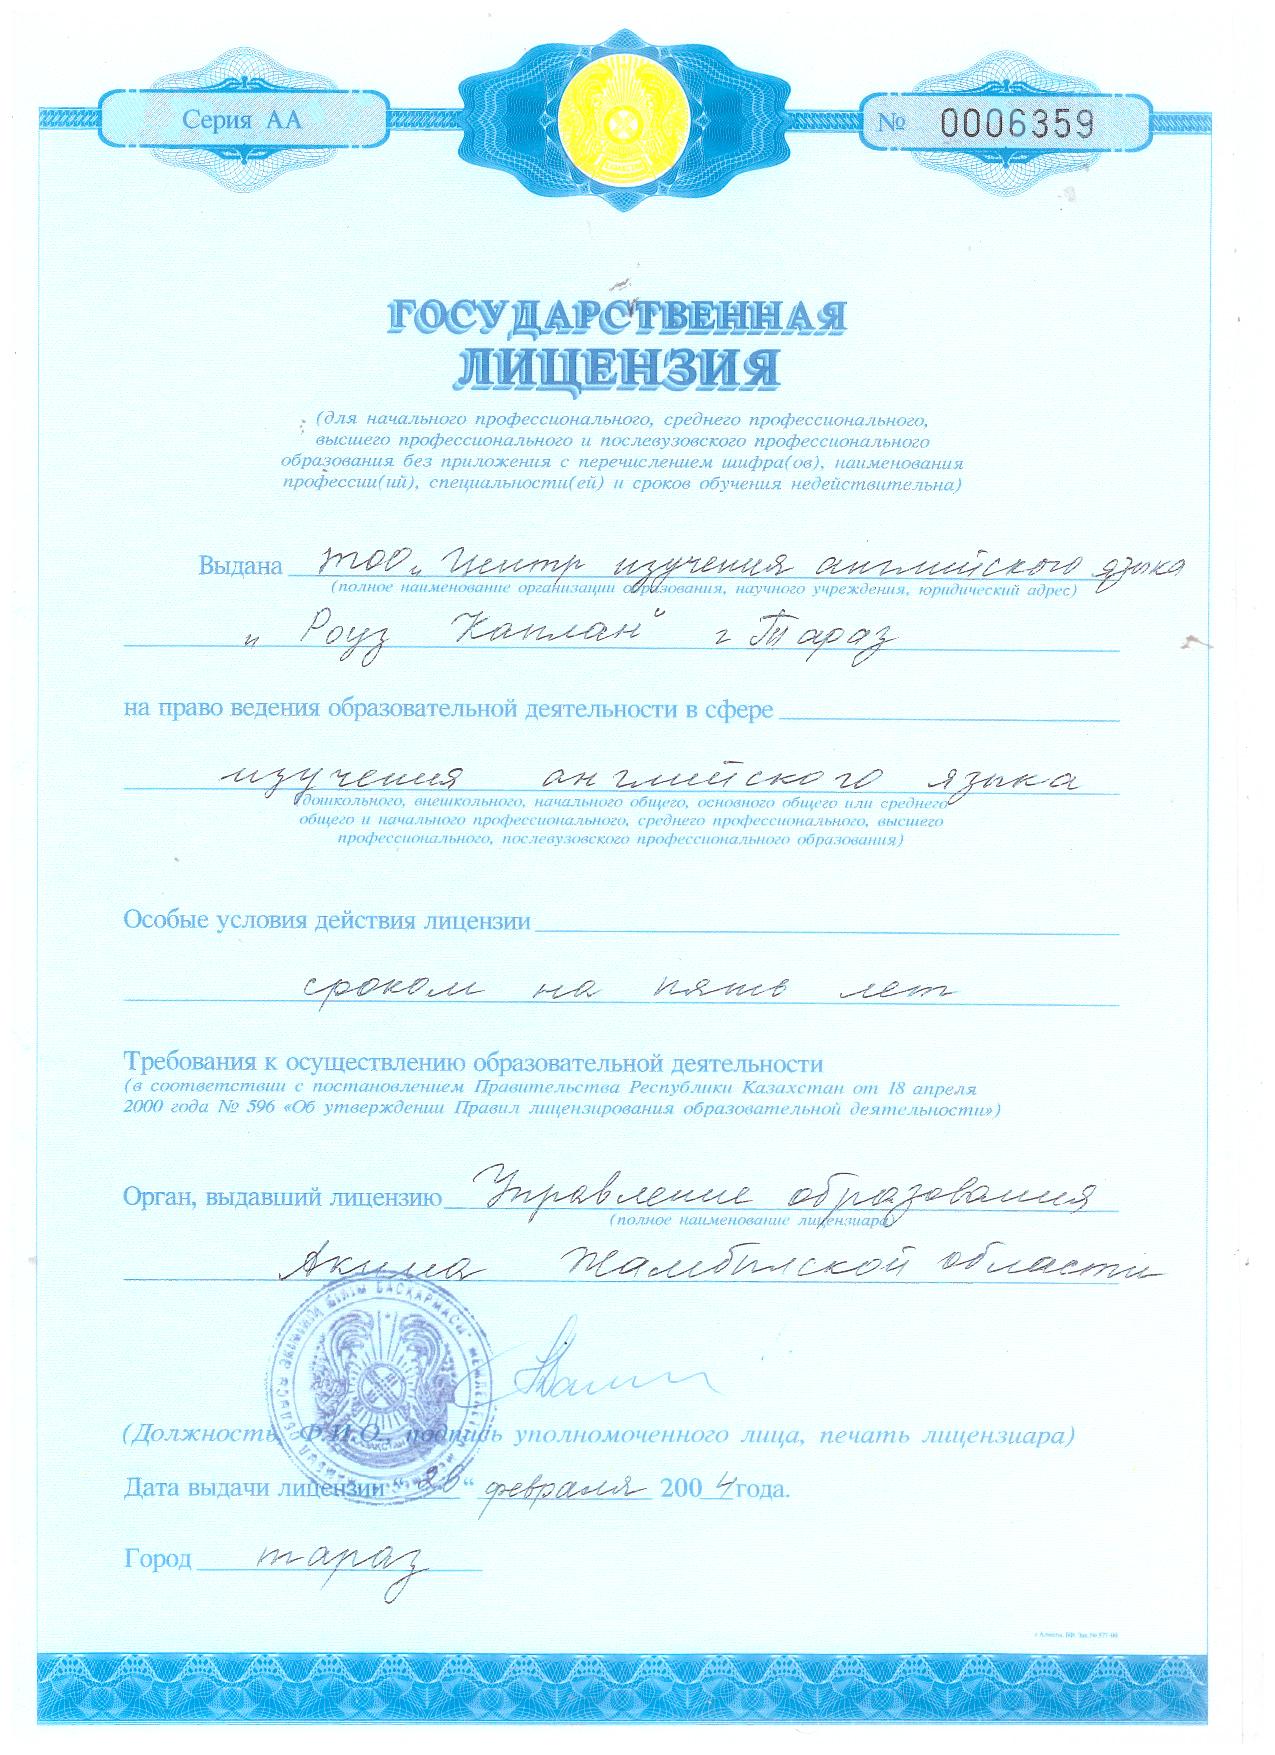 Серия АА
№ 0006359
ГОСУДАРСТВЕННАЯ
ЛИЦЕНЗИЯ
(для начального профессионального, среднего профессионального,
высшего профессионального и послевузовского профессионального
образования без приложения с перечислением шифра(ов), наименования
профессии(ий), специальности(ей) и сроков обучения недействительна)
Выдана ТОО „Центр изучения английского языка
(полное наименование организации образования, научного учреждения, юридический адрес)
„ Роуз Каплан“ г Тараз
на право ведения образовательной деятельности в сфере
изучения английского языка
(дошкольного, внешкольного, начального общего, основного общего или среднего
общего и начального профессионального, среднего профессионального, высшего
профессионального, послевузовского профессионального образования)
Особые условия действия лицензии
сроком на пять лет
Требования к осуществлению образовательной деятельности
(в соответствии с постановлением Правительства Республики Казахстан от 18 апреля
2000 года № 596 «Об утверждении Правил лицензирования образовательной деятельности»)
Орган, выдавший лицензию Управление образования
(полное наименование лицензиара)
Акима Жамбылской области
(Должность, Ф.И.О., подпись уполномоченного лица, печать лицензиара)
Дата выдачи лицензии “ “ февраля 2004 года.
Город тараз